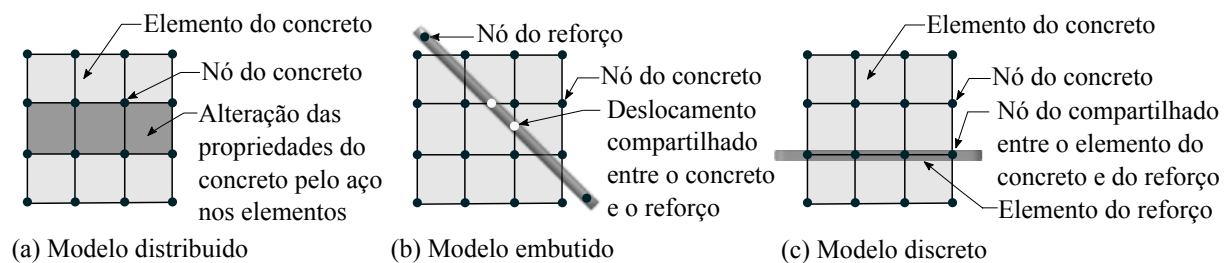 Elemento do concreto
Nó do concreto
Alteração das
propriedades do
concreto pelo aço
nos elementos
(a) Modelo distribuido
Nó do reforço
Nó do concreto
Deslocamento
compartilhado
entre o concreto
e o reforço
(b) Modelo embutido
Elemento do concreto
Nó do concreto
Nó do compartilhado
entre o elemento do
concreto e do reforço
Elemento do reforço
(c) Modelo discreto